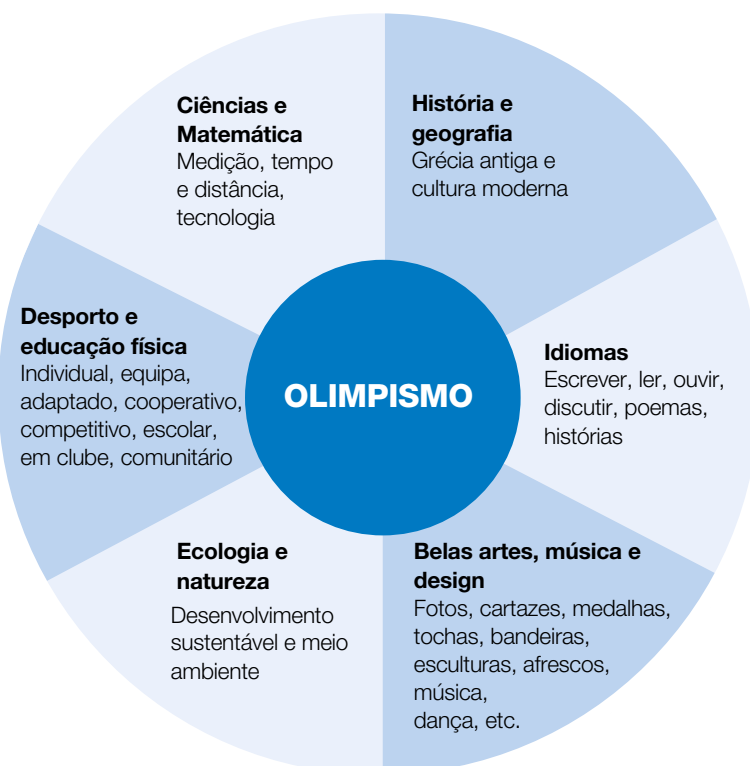 Ciências e
Matemática
Medição, tempo
e distância,
tecnologia
História e
geografia
Grécia antiga e
cultura moderna
Desporto e
educação física
Individual, equipa,
adaptado, cooperativo,
competitivo, escolar,
em clube, comunitário
OLIMPISMO
Idiomas
Escrever, ler, ouvir,
discutir, poemas,
histórias
Ecologia e
natureza
Desenvolvimento
sustentável e meio
ambiente
Belas artes, música e
design
Fotos, cartazes, medalhas,
tochas, bandeiras,
esculturas, afrescos,
música,
dança, etc.